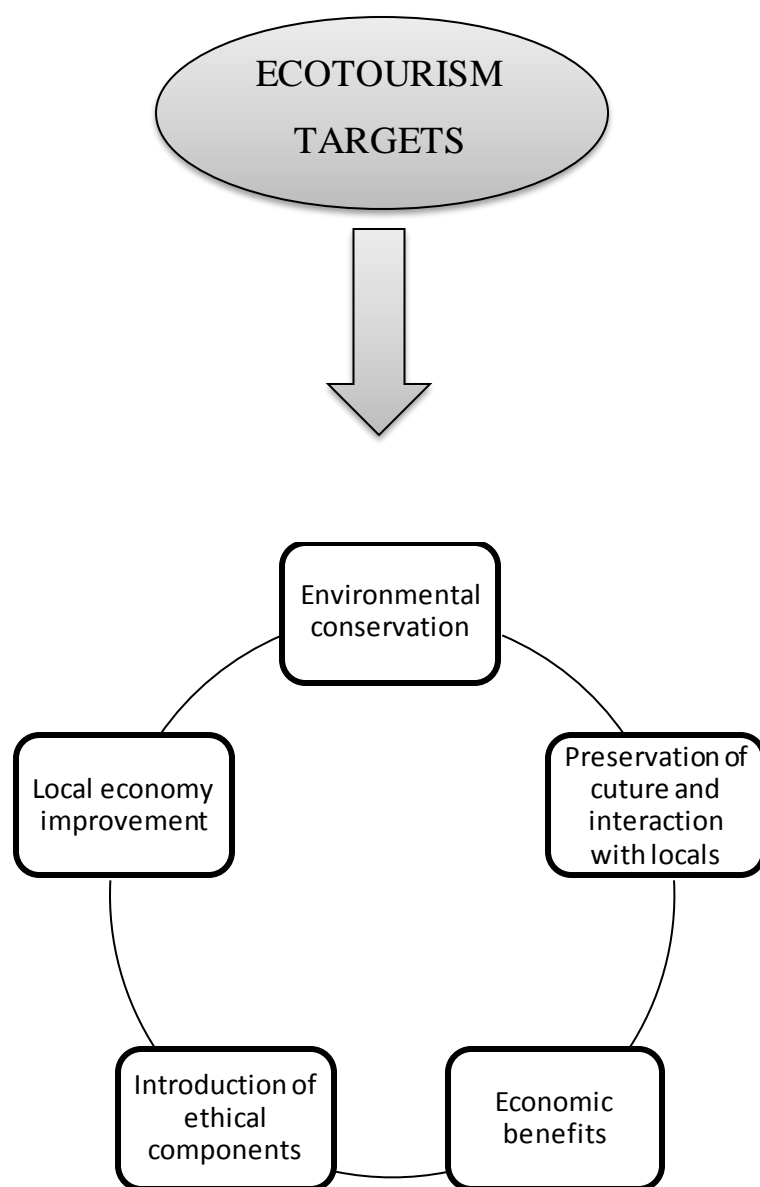 ECOTOURISM
TARGETS
Environmental
conservation
Preservation of
cuture and
interaction
with locals
Economic
benefits
Introduction of
ethical
components
Local economy
improvement